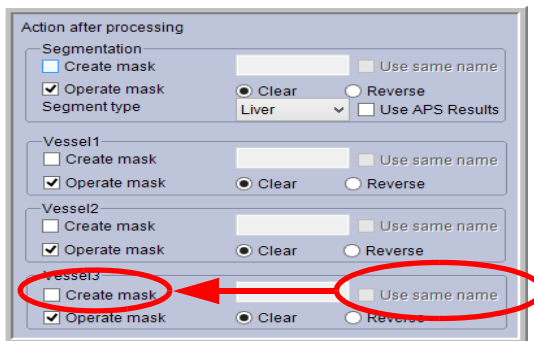 Action after processing
Segmentation
Create mask Use same name
Operate mask Clear Reverse
Segment type Liver Use APS Results
Vessel1
Create mask Use same name
Operate mask Clear Reverse
Vessel2
Create mask Use same name
Operate mask Clear Reverse
Vessel3
Create mask Use same name
Operate mask Clear Reverse